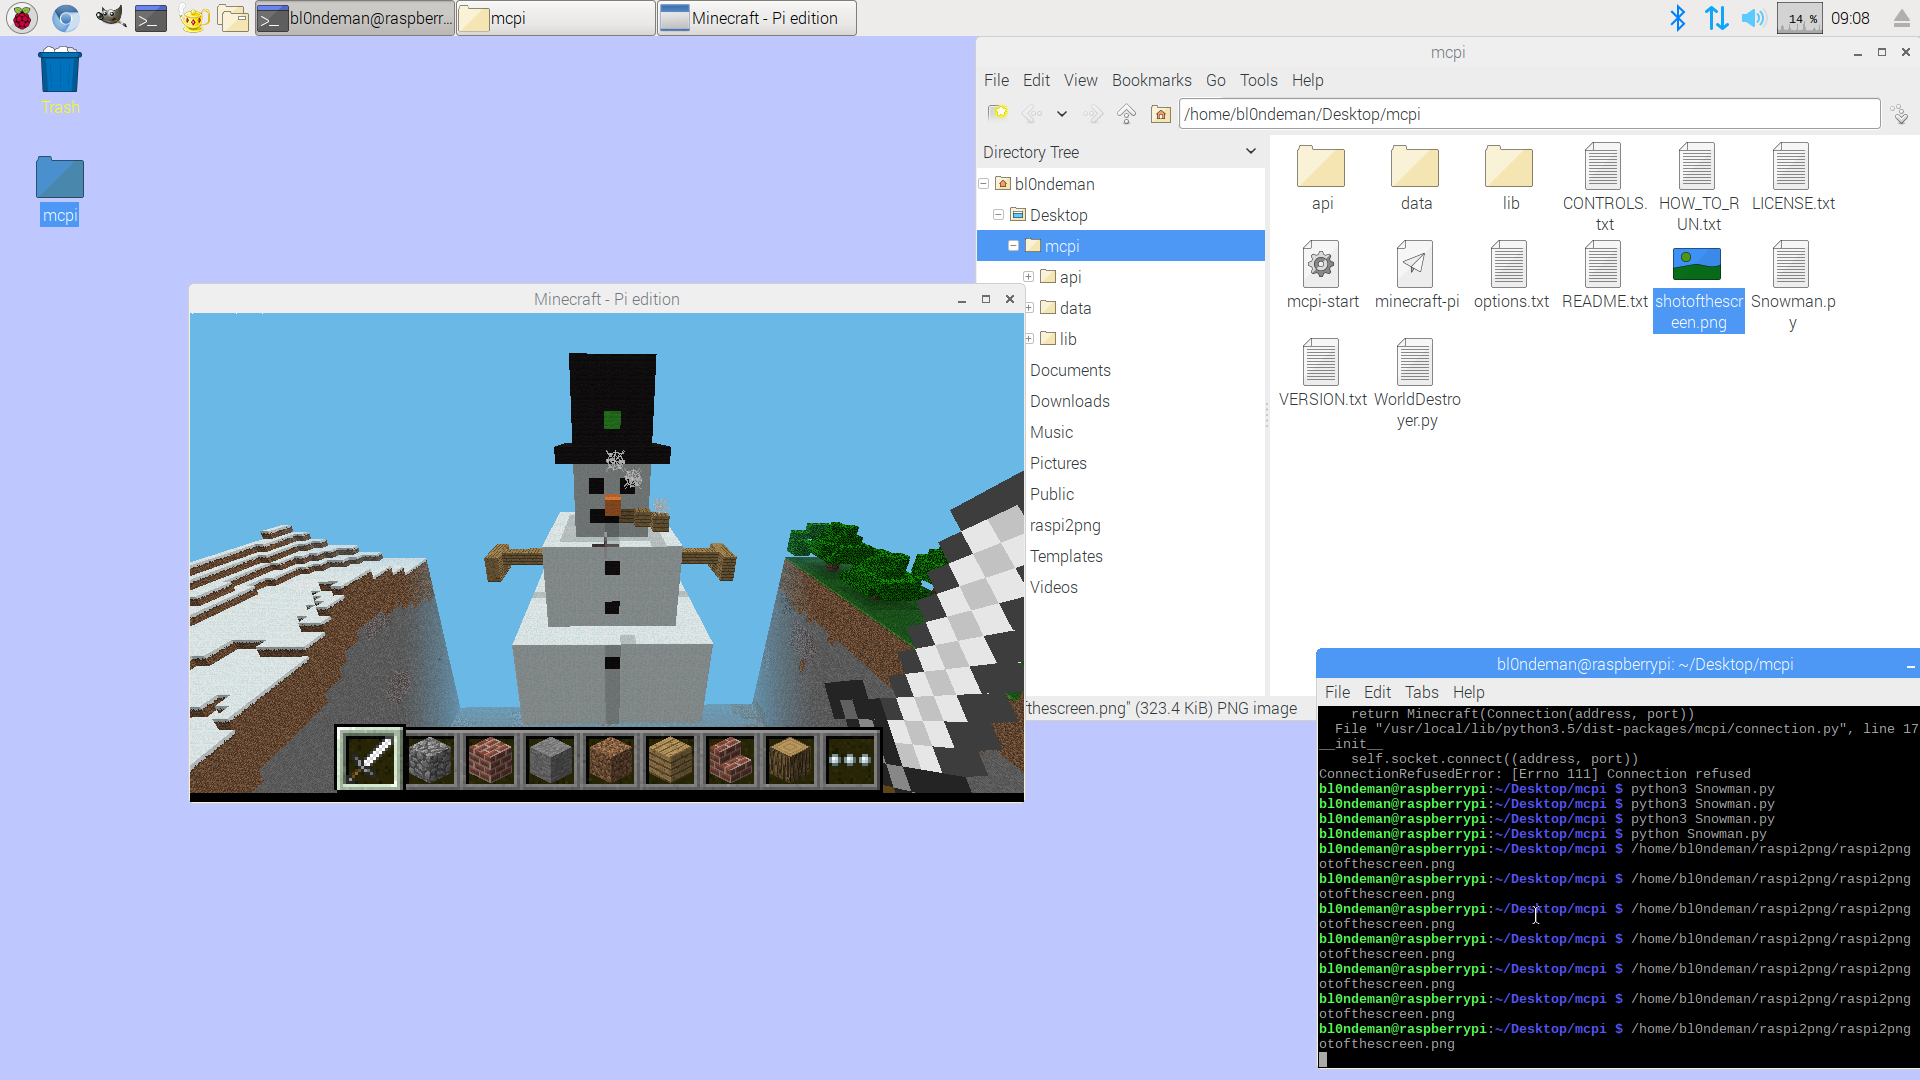 bl0ndeman@raspberr...
mcpi
Minecraft - Pi edition
14 %
09:08
Trash
mcpi
mcpi
File Edit View Bookmarks Go Tools Help
/home/bl0ndeman/Desktop/mcpi
Directory Tree
bl0ndeman
Desktop
mcpi
api
data
lib
Documents
Downloads
Music
Pictures
Public
raspi2png
Templates
Videos
api
data
lib
CONTROLS.
txt
HOW_TO_R
UN.txt
LICENSE.txt
mcpi-start
minecraft-pi
options.txt
README.txt
shotofthescr
een.png
Snowman.p
y
VERSION.txt
WorldDestro
yer.py
thescreen.png" (323.4 KiB) PNG image
Minecraft - Pi edition
bl0ndeman@raspberrypi: ~/Desktop/mcpi
File Edit Tabs Help
return Minecraft(Connection(address, port))
File "/usr/local/lib/python3.5/dist-packages/mcpi/connection.py", line 17
__init__
self.socket.connect((address, port))
ConnectionRefusedError: [Errno 111] Connection refused
bl0ndeman@raspberrypi:~/Desktop/mcpi $ python3 Snowman.py
bl0ndeman@raspberrypi:~/Desktop/mcpi $ python3 Snowman.py
bl0ndeman@raspberrypi:~/Desktop/mcpi $ python3 Snowman.py
bl0ndeman@raspberrypi:~/Desktop/mcpi $ python Snowman.py
bl0ndeman@raspberrypi:~/Desktop/mcpi $ /home/bl0ndeman/raspi2png/raspi2png
otofthescreen.png
bl0ndeman@raspberrypi:~/Desktop/mcpi $ /home/bl0ndeman/raspi2png/raspi2png
otofthescreen.png
bl0ndeman@raspberrypi:~/Desktop/mcpi $ /home/bl0ndeman/raspi2png/raspi2png
otofthescreen.png
bl0ndeman@raspberrypi:~/Desktop/mcpi $ /home/bl0ndeman/raspi2png/raspi2png
otofthescreen.png
bl0ndeman@raspberrypi:~/Desktop/mcpi $ /home/bl0ndeman/raspi2png/raspi2png
otofthescreen.png
bl0ndeman@raspberrypi:~/Desktop/mcpi $ /home/bl0ndeman/raspi2png/raspi2png
otofthescreen.png
bl0ndeman@raspberrypi:~/Desktop/mcpi $ /home/bl0ndeman/raspi2png/raspi2png
otofthescreen.png